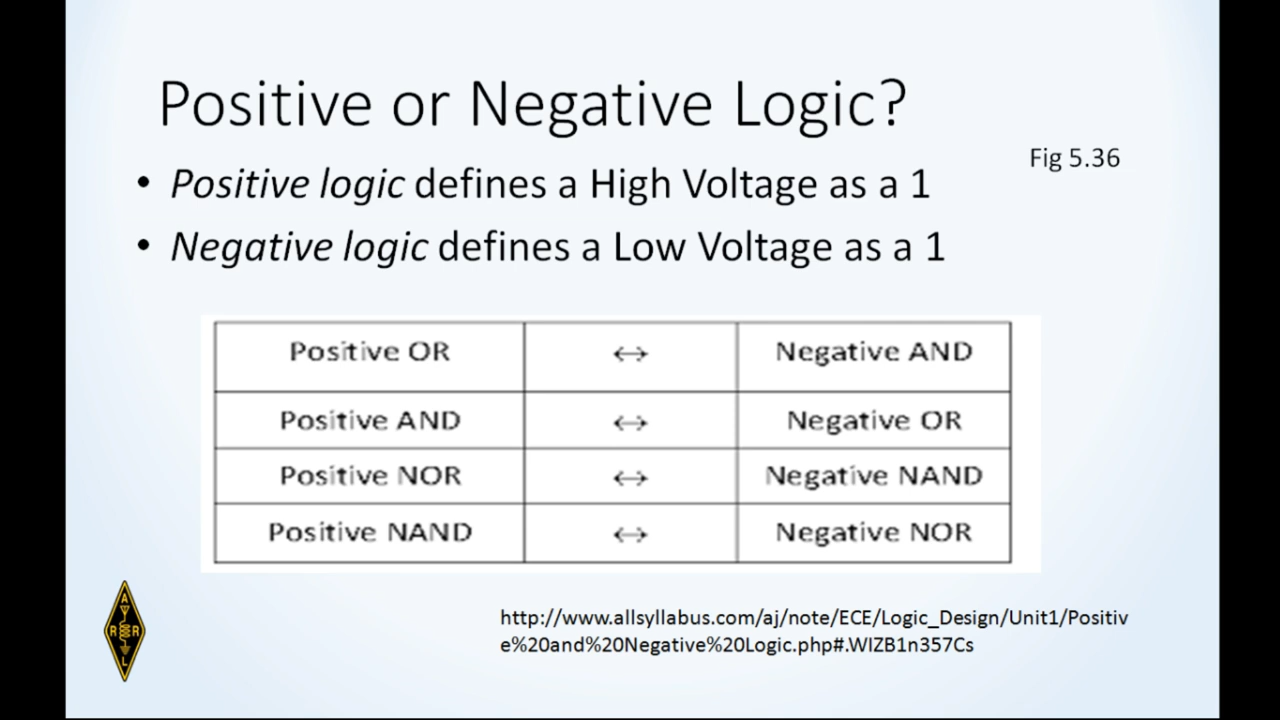 Positive or Negative Logic?
Fig 5.36
• Positive logic defines a High Voltage as a 1
• Negative logic defines a Low Voltage as a 1
Positive OR ↔ Negative AND
Positive AND ↔ Negative OR
Positive NOR ↔ Negative NAND
Positive NAND ↔ Negative NOR
http://www.allsyllabus.com/aj/note/ECE/Logic_Design/Unit1/Positiv
e%20and%20Negative%20Logic.php#.WIZB1n357Cs
A
R R
L